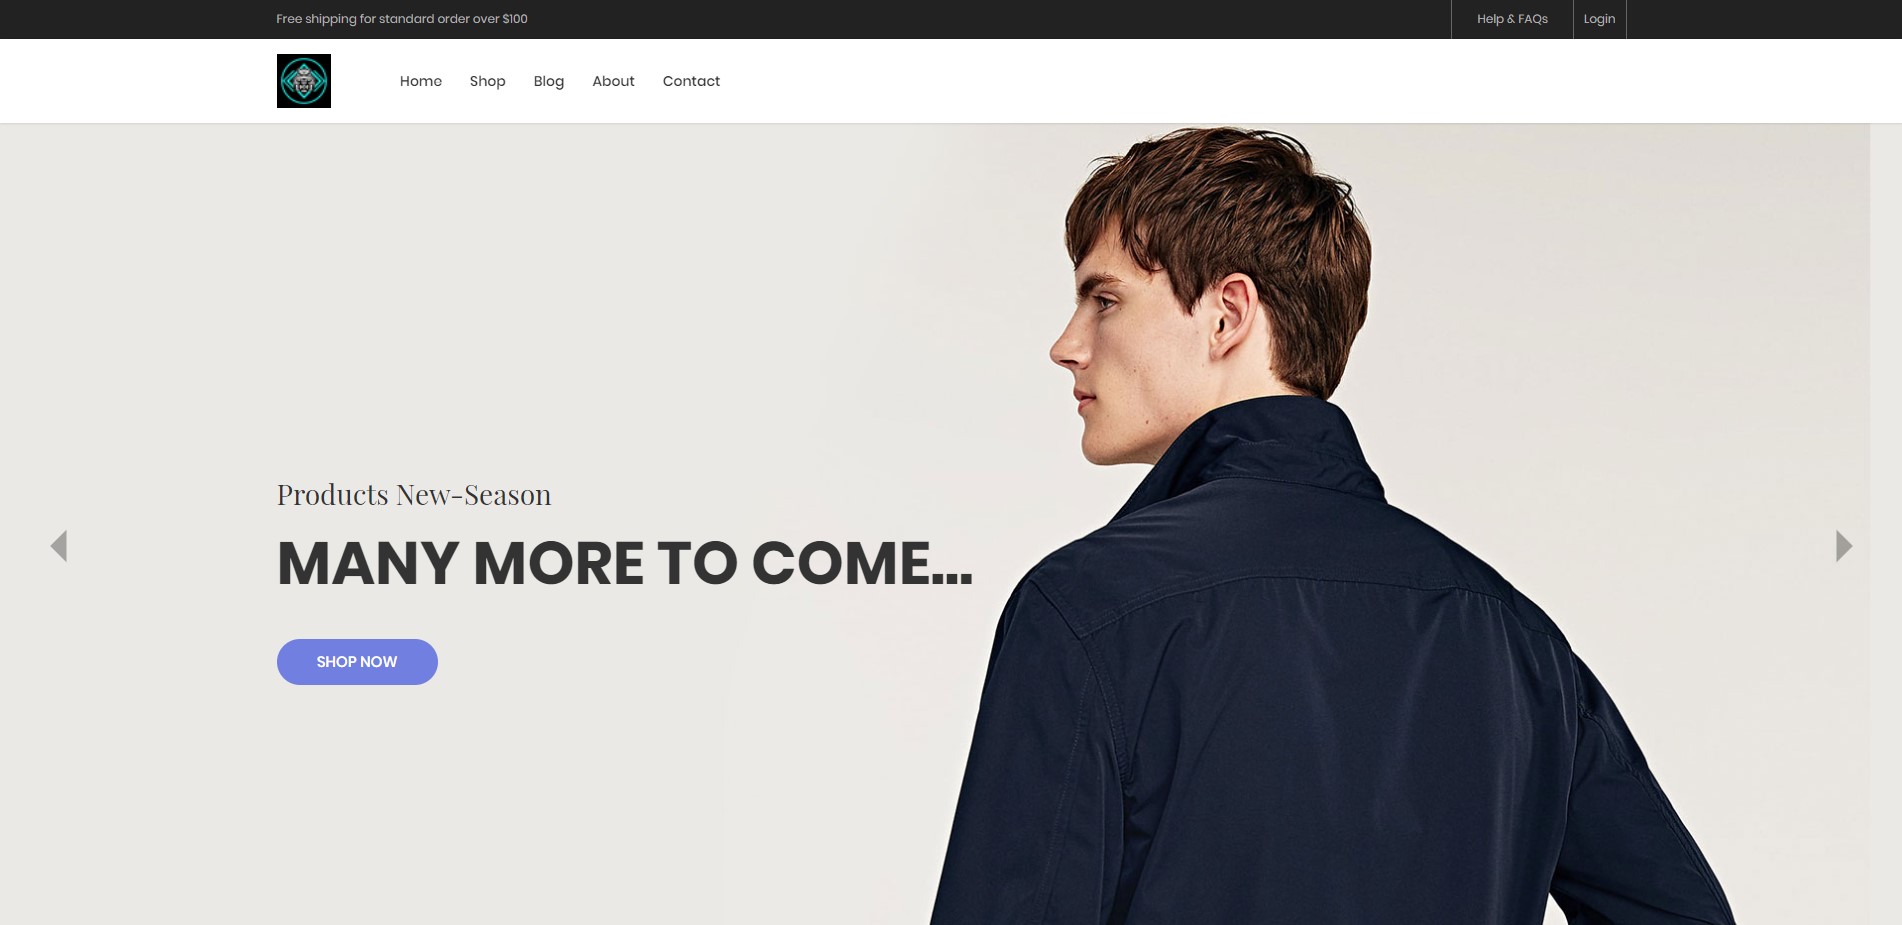 Free shipping for standard order over $100
Help & FAQs
Login
Home
Shop
Blog
About
Contact
Products New-Season
MANY MORE TO COME...
SHOP NOW